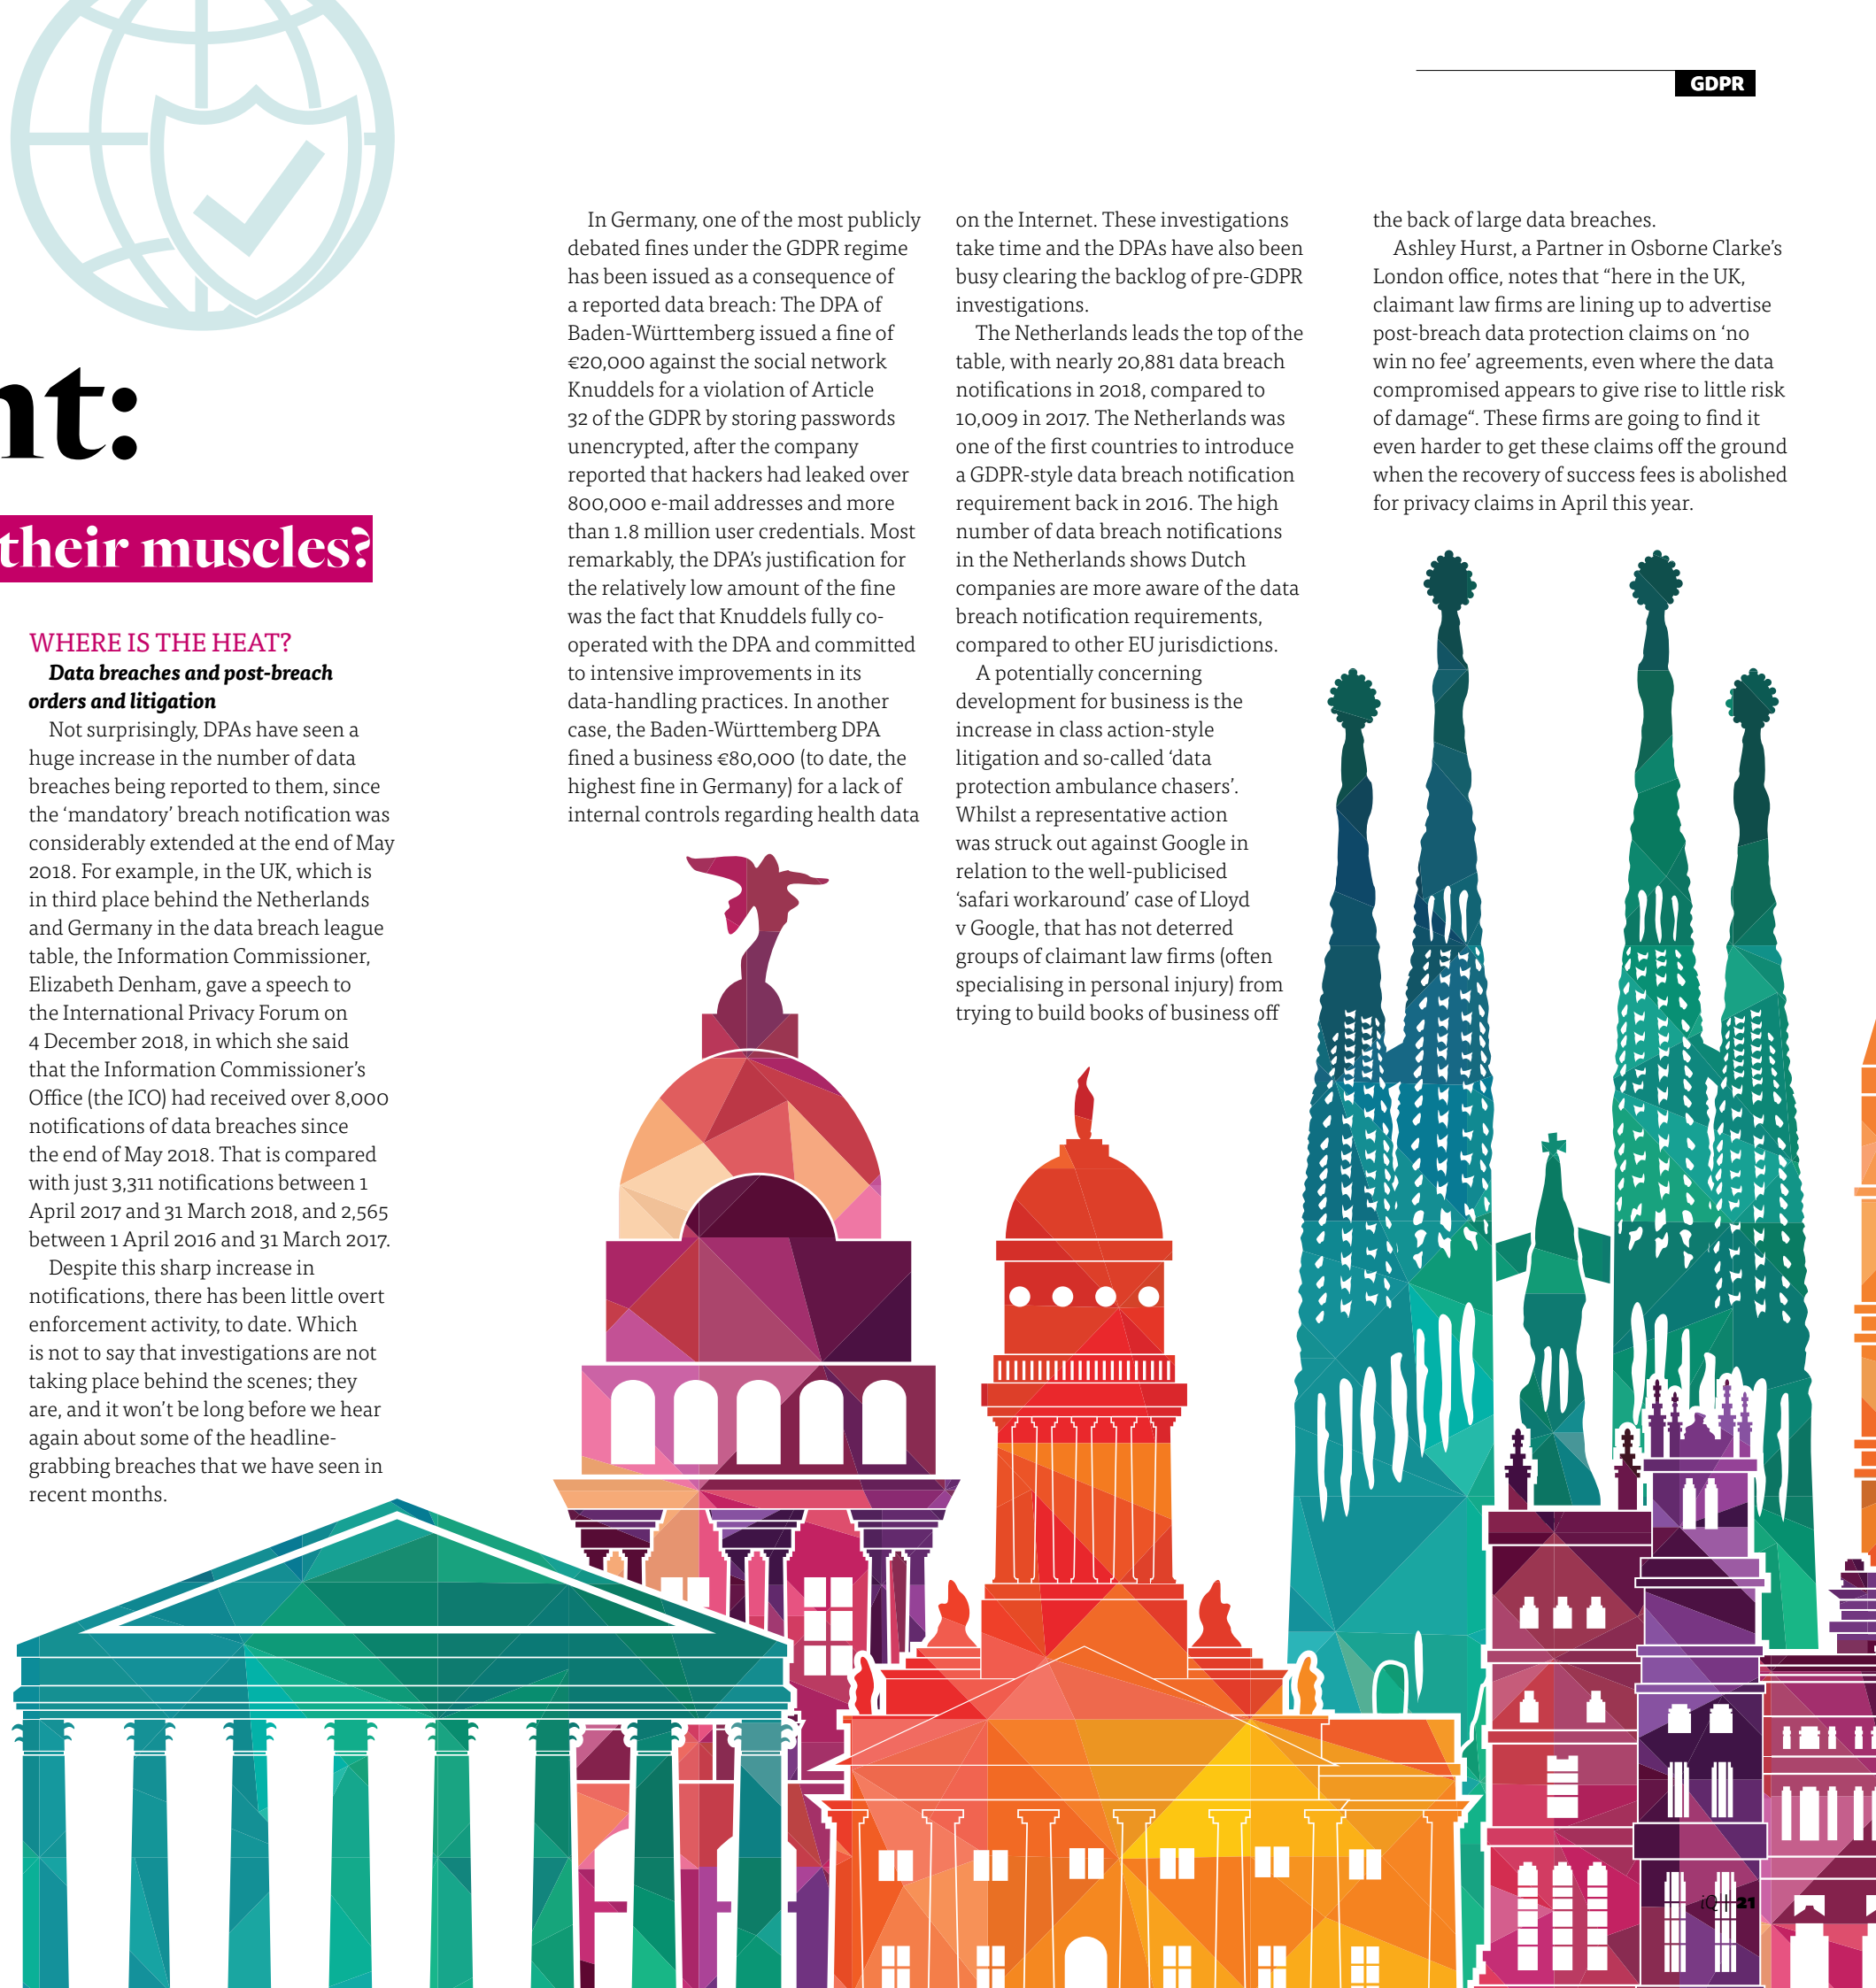 GDPR
nt:
their muscles?
WHERE IS THE HEAT?
Data breaches and post-breach
orders and litigation
Not surprisingly, DPAs have seen a
huge increase in the number of data
breaches being reported to them, since
the ‘mandatory’ breach notification was
considerably extended at the end of May
2018. For example, in the UK, which is
in third place behind the Netherlands
and Germany in the data breach league
table, the Information Commissioner,
Elizabeth Denham, gave a speech to
the International Privacy Forum on
4 December 2018, in which she said
that the Information Commissioner’s
Office (the ICO) had received over 8,000
notifications of data breaches since
the end of May 2018. That is compared
with just 3,311 notifications between 1
April 2017 and 31 March 2018, and 2,565
between 1 April 2016 and 31 March 2017.
Despite this sharp increase in
notifications, there has been little overt
enforcement activity, to date. Which
is not to say that investigations are not
taking place behind the scenes; they
are, and it won’t be long before we hear
again about some of the headline-
grabbing breaches that we have seen in
recent months.
In Germany, one of the most publicly
debated fines under the GDPR regime
has been issued as a consequence of
a reported data breach: The DPA of
Baden-Württemberg issued a fine of
€20,000 against the social network
Knuddels for a violation of Article
32 of the GDPR by storing passwords
unencrypted, after the company
reported that hackers had leaked over
800,000 e-mail addresses and more
than 1.8 million user credentials. Most
remarkably, the DPA’s justification for
the relatively low amount of the fine
was the fact that Knuddels fully co-
operated with the DPA and committed
to intensive improvements in its
data-handling practices. In another
case, the Baden-Württemberg DPA
fined a business €80,000 (to date, the
highest fine in Germany) for a lack of
internal controls regarding health data
on the Internet. These investigations
take time and the DPAs have also been
busy clearing the backlog of pre-GDPR
investigations.
The Netherlands leads the top of the
table, with nearly 20,881 data breach
notifications in 2018, compared to
10,009 in 2017. The Netherlands was
one of the first countries to introduce
a GDPR-style data breach notification
requirement back in 2016. The high
number of data breach notifications
in the Netherlands shows Dutch
companies are more aware of the data
breach notification requirements,
compared to other EU jurisdictions.
A potentially concerning
development for business is the
increase in class action-style
litigation and so-called ‘data
protection ambulance chasers’.
Whilst a representative action
was struck out against Google in
relation to the well-publicised
‘safari workaround’ case of Lloyd
v Google, that has not deterred
groups of claimant law firms (often
specialising in personal injury) from
trying to build books of business off
the back of large data breaches.
Ashley Hurst, a Partner in Osborne Clarke’s
London office, notes that “here in the UK,
claimant law firms are lining up to advertise
post-breach data protection claims on ‘no
win no fee’ agreements, even where the data
compromised appears to give rise to little risk
of damage“. These firms are going to find it
even harder to get these claims off the ground
when the recovery of success fees is abolished
for privacy claims in April this year.
iQ | 21